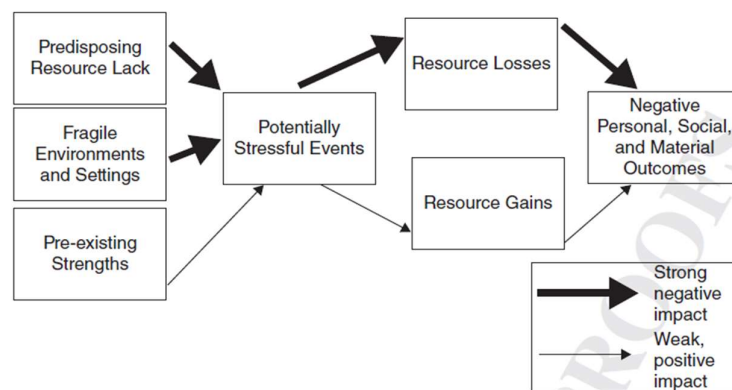 Predisposing
Resource Lack
Fragile
Environments
and Settings
Pre-existing
Strengths
Potentially
Stressful Events
Resource Losses
Resource Gains
Negative
Personal, Social,
and Material
Outcomes
Strong
negative
impact
Weak,
positive
impact
PROOFS